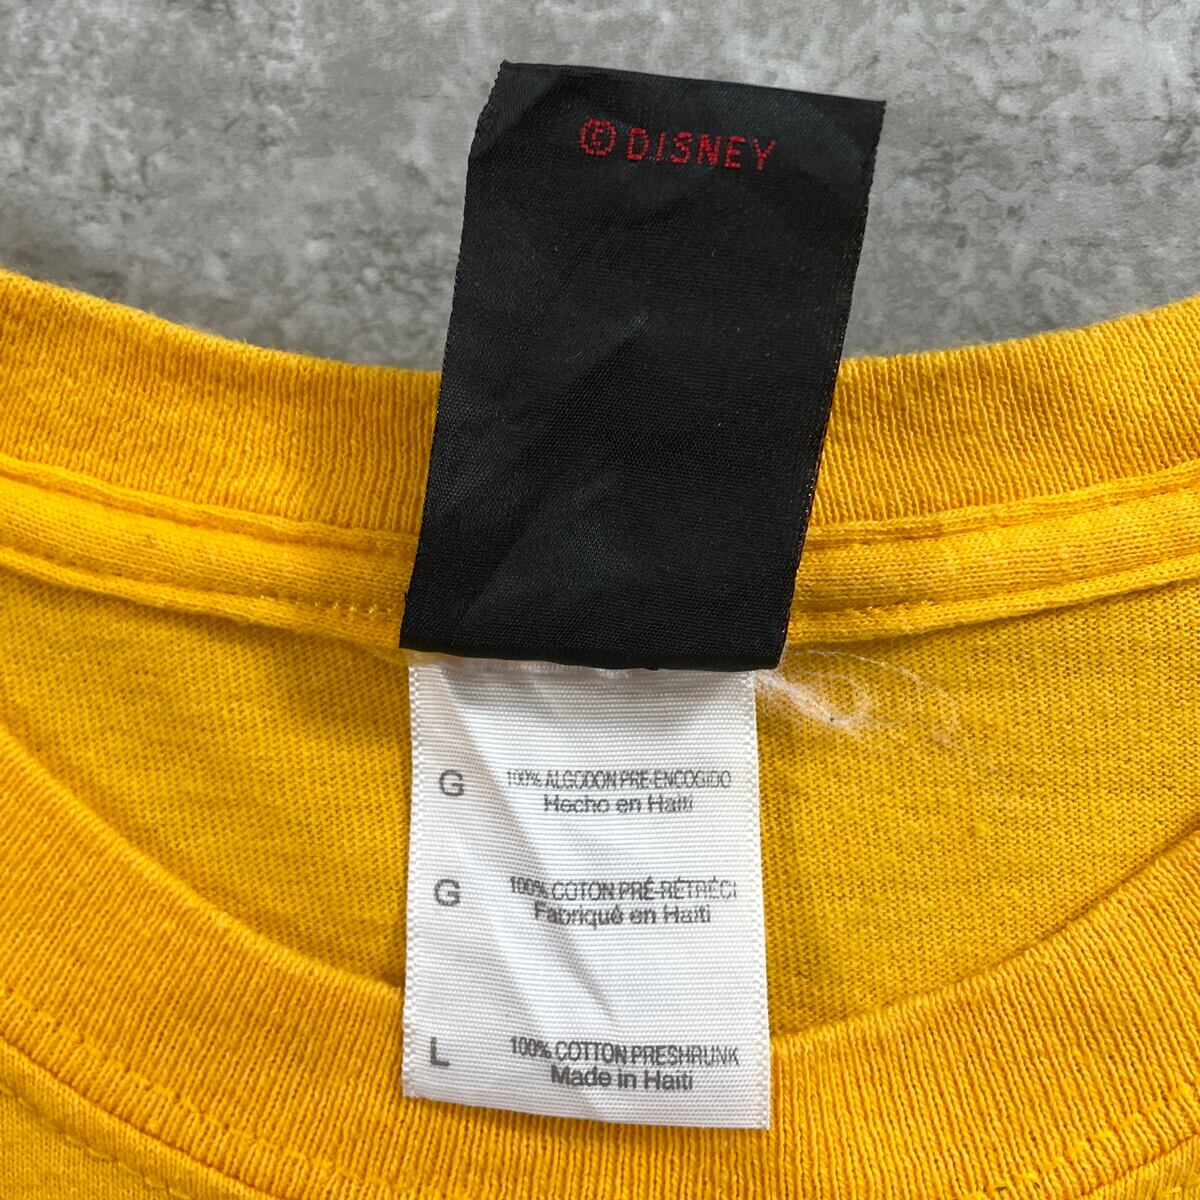 © DISNEY
G 100% ALGODON PRE-ENCOGIDO
Hecho en Haiti
G 100% COTON PRÉ-RÉTRÉCI
Fabriqué en Haïti
L 100% COTTON PRESHRUNK
Made in Haiti